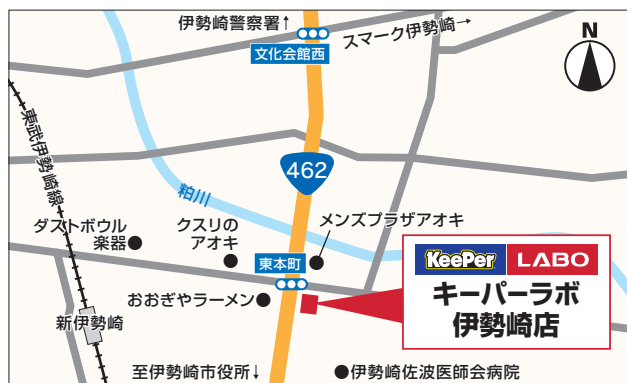 伊勢崎警察署↑
スマーク伊勢崎→
文化会館西
N
東武伊勢崎線
462
粕川
ダストボウル
楽器
クスリの
アオキ
メンズプラザアオキ
東本町
KeePer LABO
キーパーラボ
伊勢崎店
おおぎやラーメン
新伊勢崎
至伊勢崎市役所↓
伊勢崎佐波医師会病院